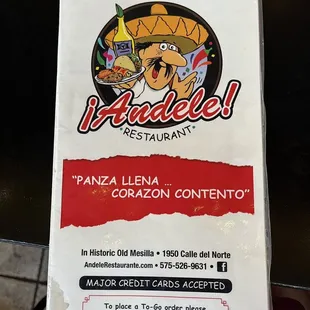 ¡Andele!
•RESTAURANT•
"PANZA LLENA ...
CORAZON CONTENTO"
In Historic Old Mesilla • 1950 Calle del Norte
AndeleRestaurante.com • 575-526-9631 • f
MAJOR CREDIT CARDS ACCEPTED
To place a To-Go order please